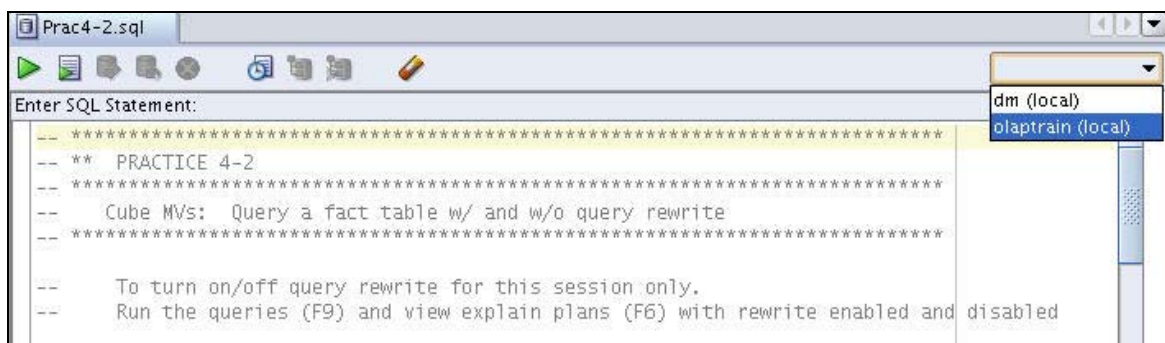 Prac4-2.sql
Enter SQL Statement:
dm (local)
olaptrain (local)
-- ****************************************************************************
-- ** PRACTICE 4-2
-- ****************************************************************************
-- Cube MVs: Query a fact table w/ and w/o query rewrite
-- ****************************************************************************
-- To turn on/off query rewrite for this session only.
-- Run the queries (F9) and view explain plans (F6) with rewrite enabled and disabled